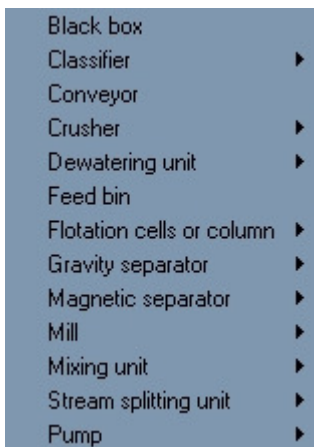 Black box
Classifier
Conveyor
Crusher
Dewatering unit
Feed bin
Flotation cells or column
Gravity separator
Magnetic separator
Mill
Mixing unit
Stream splitting unit
Pump